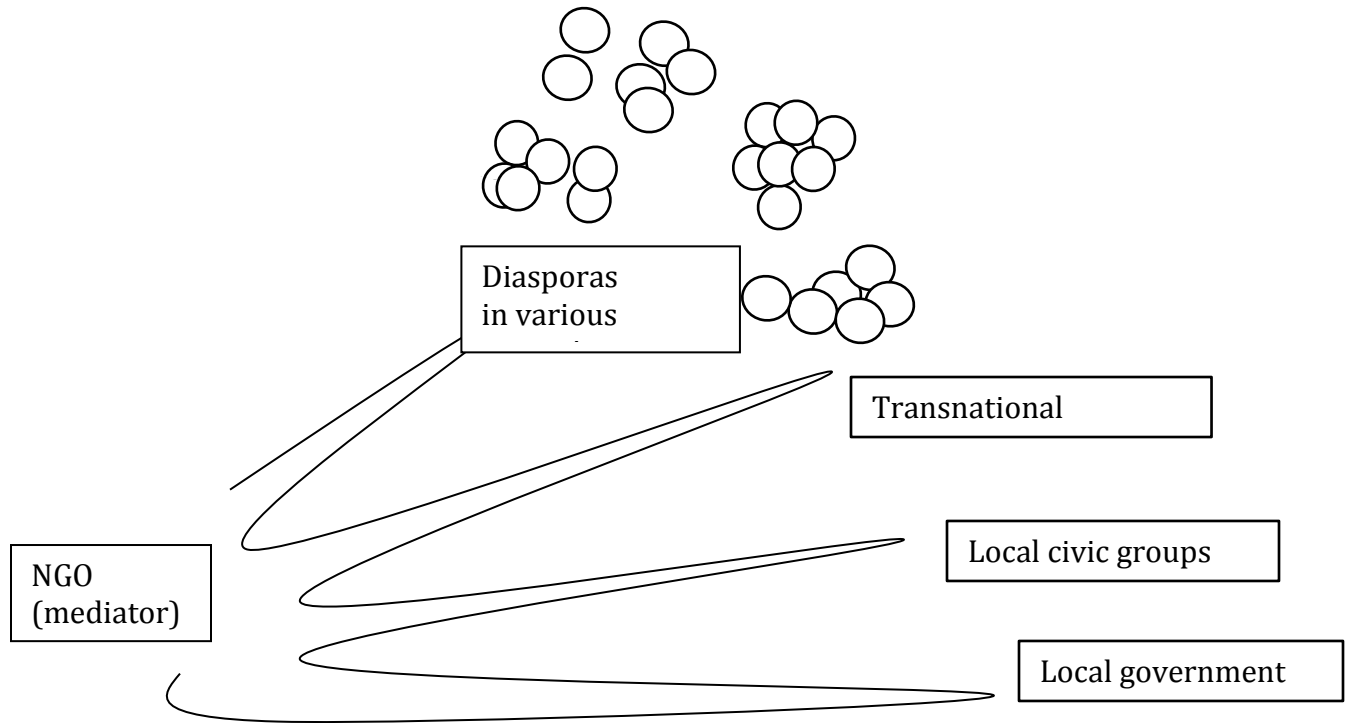 Diasporas
in various
Transnational
Local civic groups
NGO
(mediator)
Local government